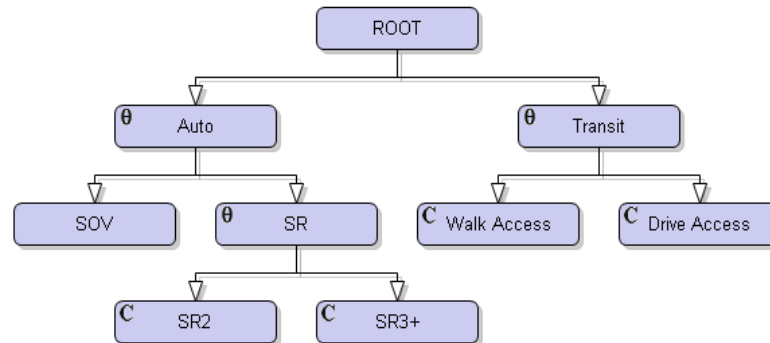 ROOT
θ Auto
θ Transit
SOV
θ SR
C Walk Access
C Drive Access
C SR2
C SR3+